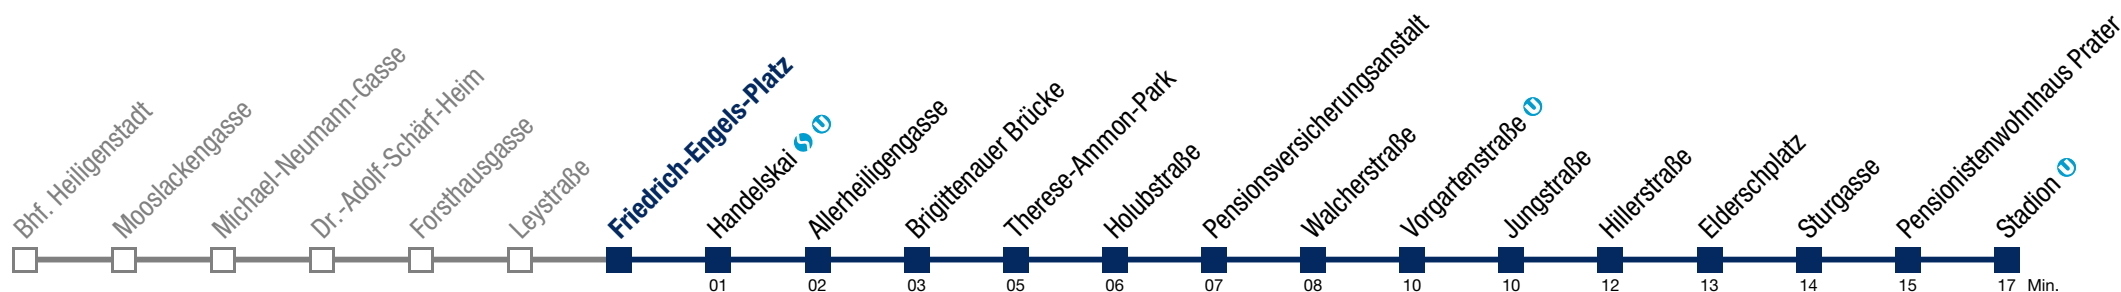 Bhf. Heiligenstadt
Mooslackengasse
Michael-Neumann-Gasse
Dr.-Adolf-Schärf-Heim
Forsthausgasse
Leystraße
Friedrich-Engels-Platz
Handelskai S U
Allerheiligengasse
Brigittenauer Brücke
Therese-Ammon-Park
Holubstraße
Pensionsversicherungsanstalt
Walcherstraße
Vorgartenstraße U
Jungstraße
Hillerstraße
Elderschplatz
Sturgasse
Pensionistenwohnhaus Prater
Stadion U
01 02 03 05 06 07 08 10 10 12 13 14 15 17 Min.